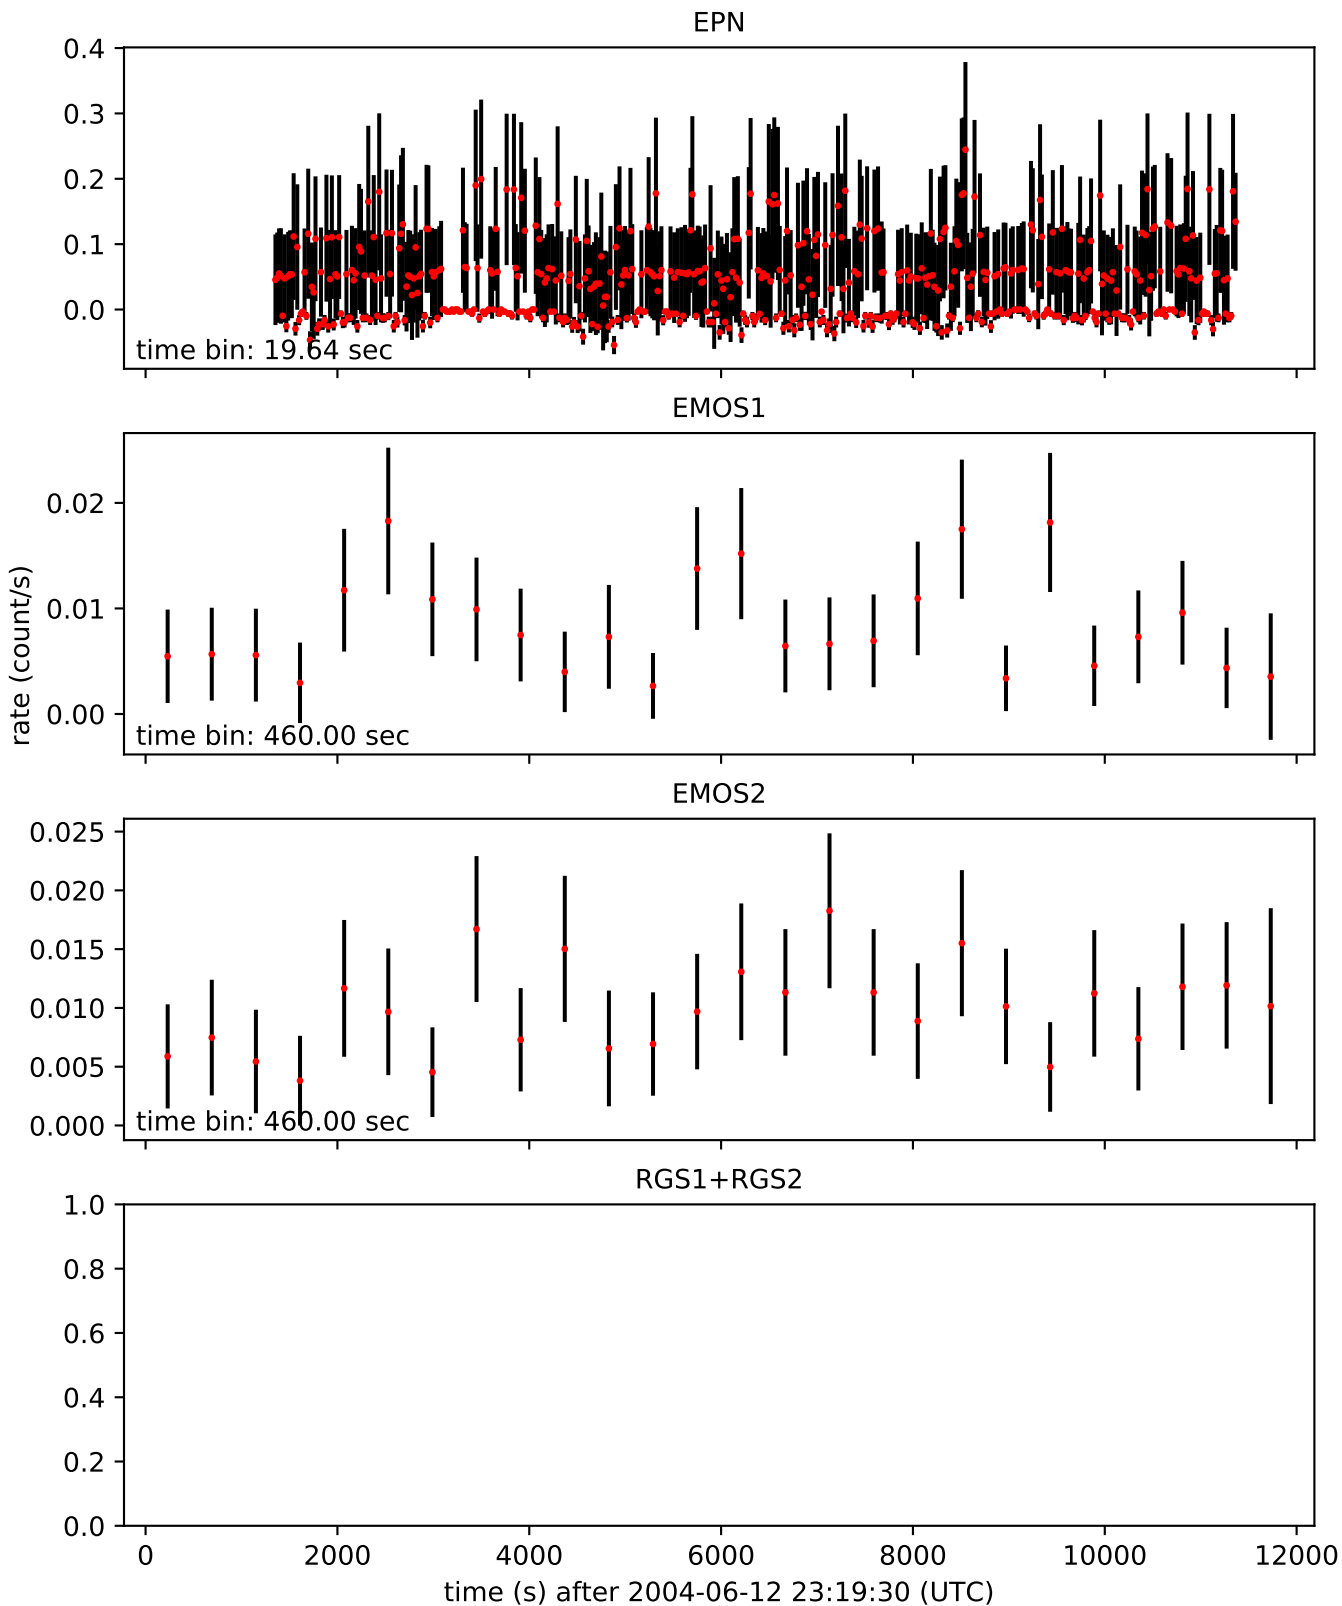 EPN
0.4
0.3
0.2
0.1
0.0
time bin: 19.64 sec
EMOS1
0.02
0.01
0.00
time bin: 460.00 sec
rate (count/s)
EMOS2
0.025
0.020
0.015
0.010
0.005
0.000
time bin: 460.00 sec
RGS1+RGS2
1.0
0.8
0.6
0.4
0.2
0.0
0 2000 4000 6000 8000 10000 12000
time (s) after 2004-06-12 23:19:30 (UTC)